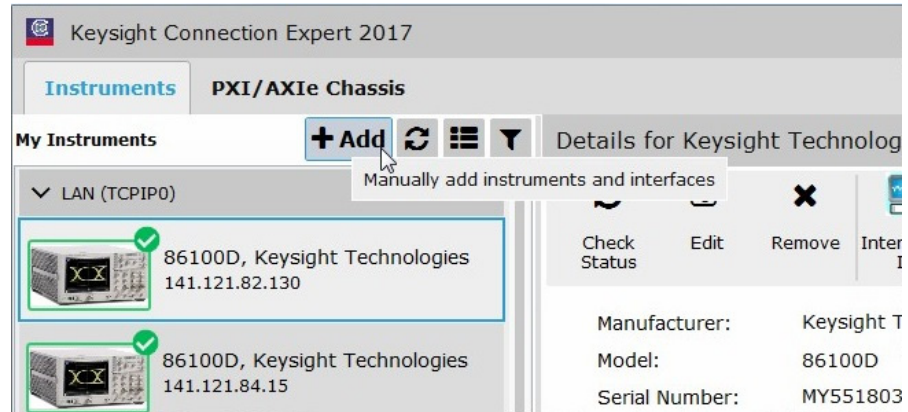 Keysight Connection Expert 2017
Instruments PXI/AXIe Chassis
My Instruments
+ Add
Details for Keysight Technolog
Manually add instruments and interfaces
LAN (TCPIP0)
Check
Status
Edit
Remove
Inter
I
86100D, Keysight Technologies
141.121.82.130
86100D, Keysight Technologies
141.121.84.15
Manufacturer: Keysight T
Model: 86100D
Serial Number: MY551803